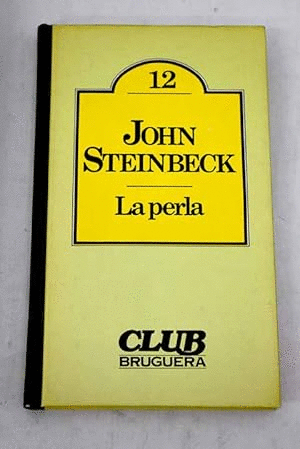 12
JOHN
STEINBECK
La perla
CLUB
BRUGUERA